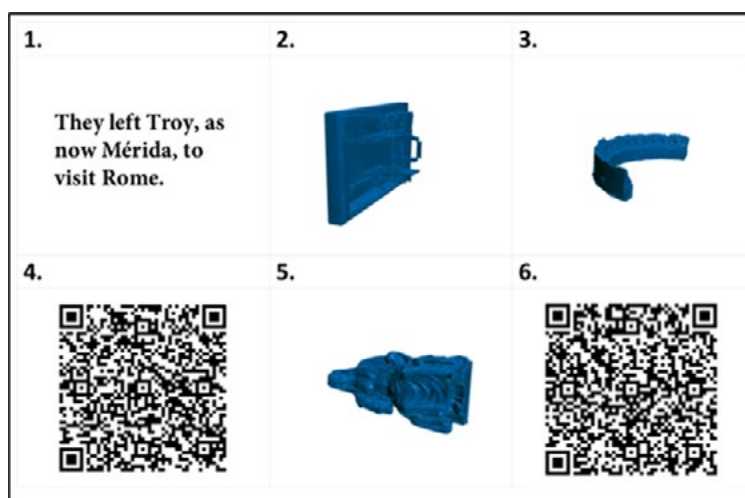 1.
2.
3.
They left Troy, as
now Mérida, to
visit Rome.
4.
5.
6.